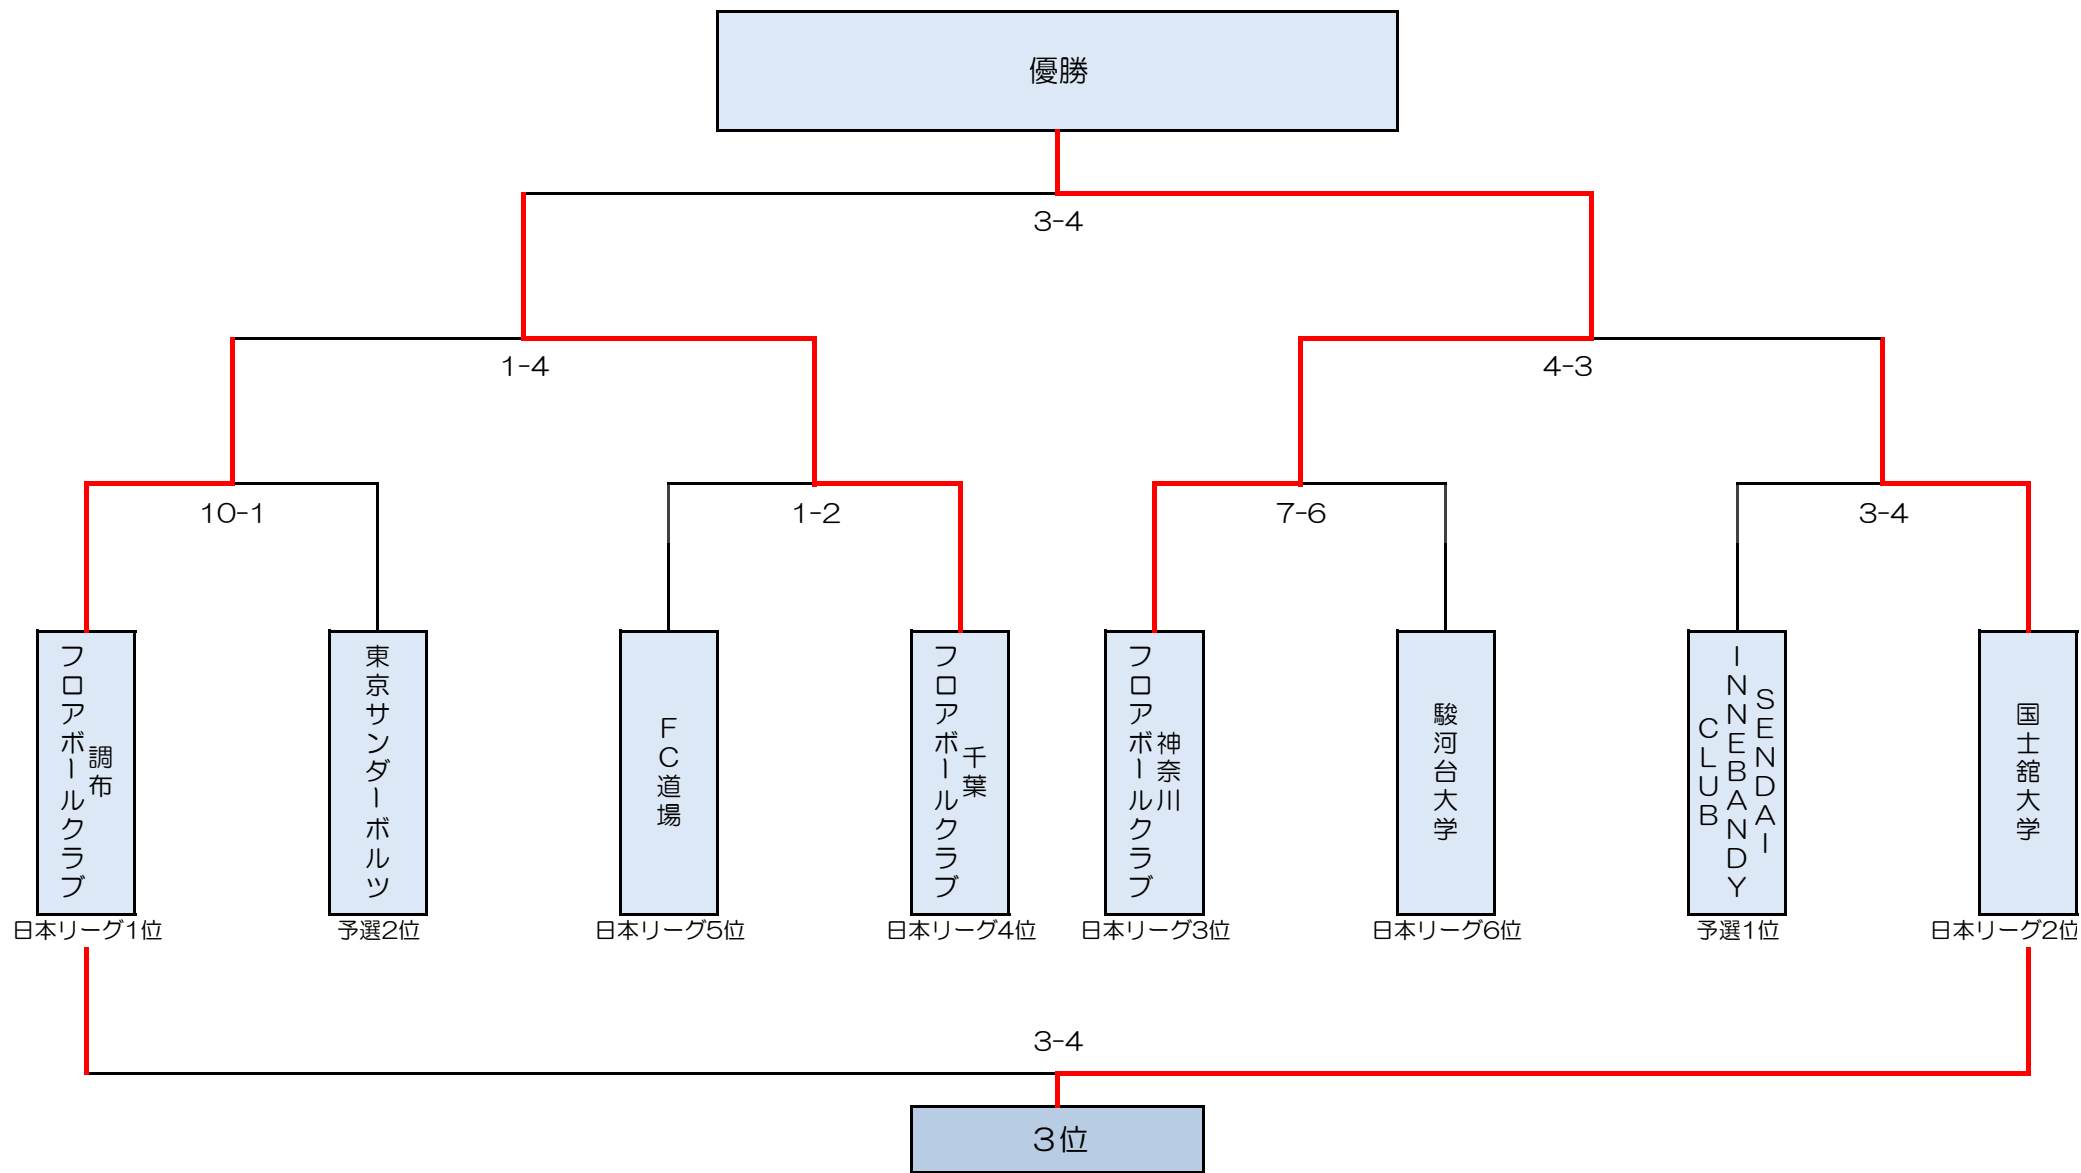 優勝
3-4
1-4
4-3
10-1
1-2
7-6
3-4
調布
フロアボールクラブ
東京サンダーボルツ
FC道場
千葉
フロアボールクラブ
神奈川
フロアボールクラブ
駿河台大学
SENDAI
INNEBANDY
CLUB
国士舘大学
日本リーグ1位
予選2位
日本リーグ5位
日本リーグ4位
日本リーグ3位
日本リーグ6位
予選1位
日本リーグ2位
3-4
3位